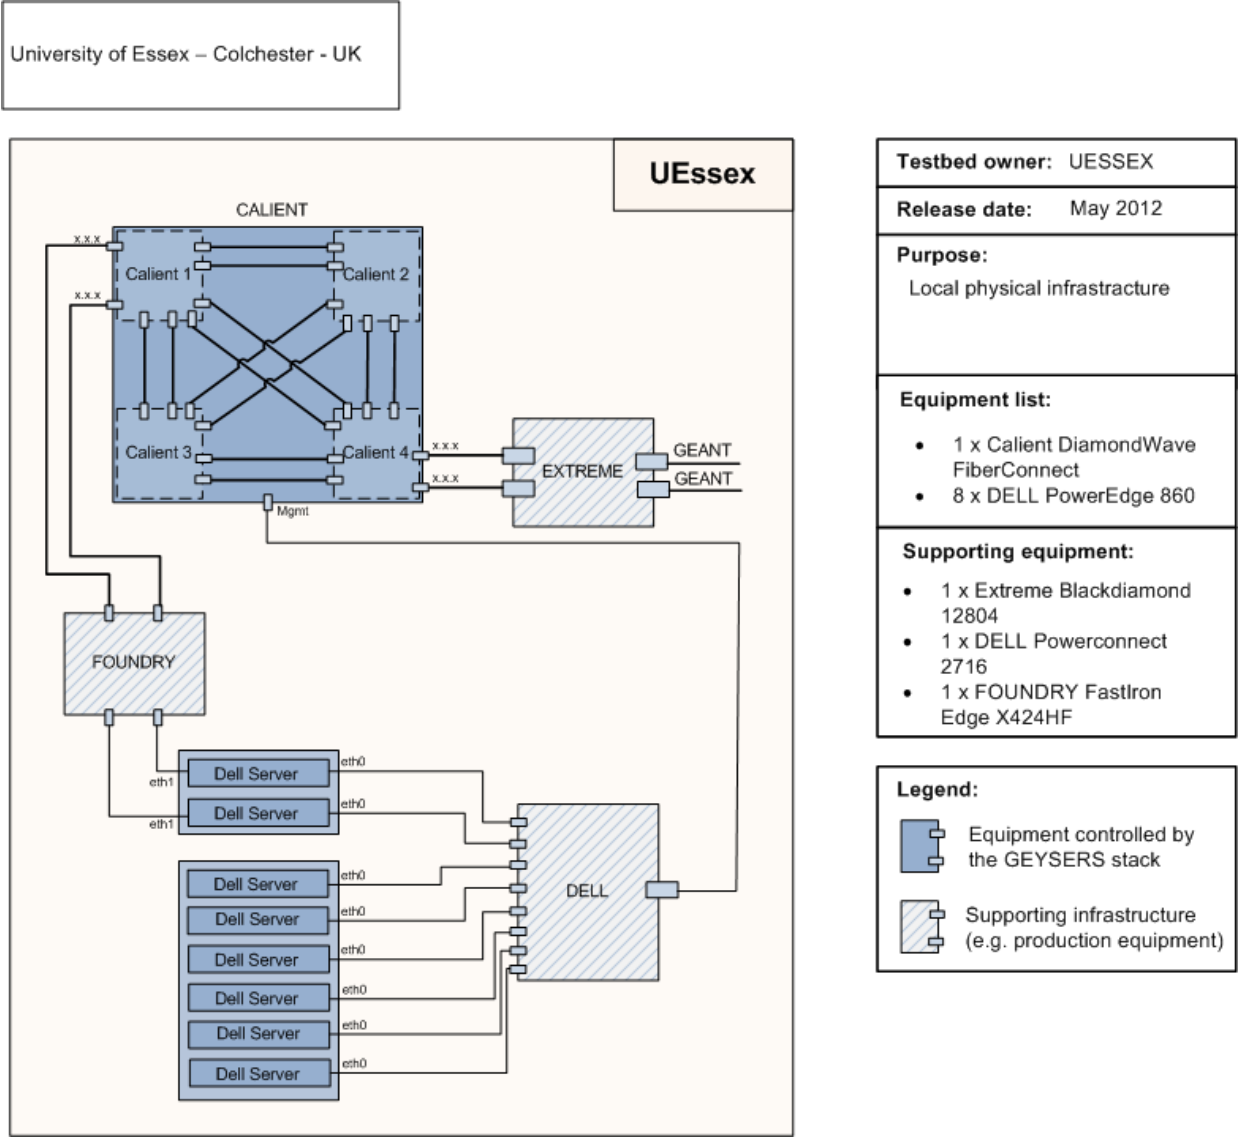 University of Essex – Colchester - UK
UEssex
CALIENT
x.x.x
x.x.x
Calient 1
Calient 2
Calient 3
Calient 4
x.x.x
x.x.x
Mgmt
EXTREME
GEANT
GEANT
FOUNDRY
eth1
eth1
Dell Server
eth0
Dell Server
eth0
Dell Server
eth0
Dell Server
eth0
Dell Server
eth0
Dell Server
eth0
Dell Server
eth0
Dell Server
eth0
DELL
Testbed owner: UESSEX
Release date: May 2012
Purpose:
Local physical infrastracture
Equipment list:
• 1 x Calient DiamondWave
FiberConnect
• 8 x DELL PowerEdge 860
Supporting equipment:
• 1 x Extreme Blackdiamond
12804
• 1 x DELL Powerconnect
2716
• 1 x FOUNDRY FastIron
Edge X424HF
Legend:
Equipment controlled by
the GEYSERS stack
Supporting infrastructure
(e.g. production equipment)